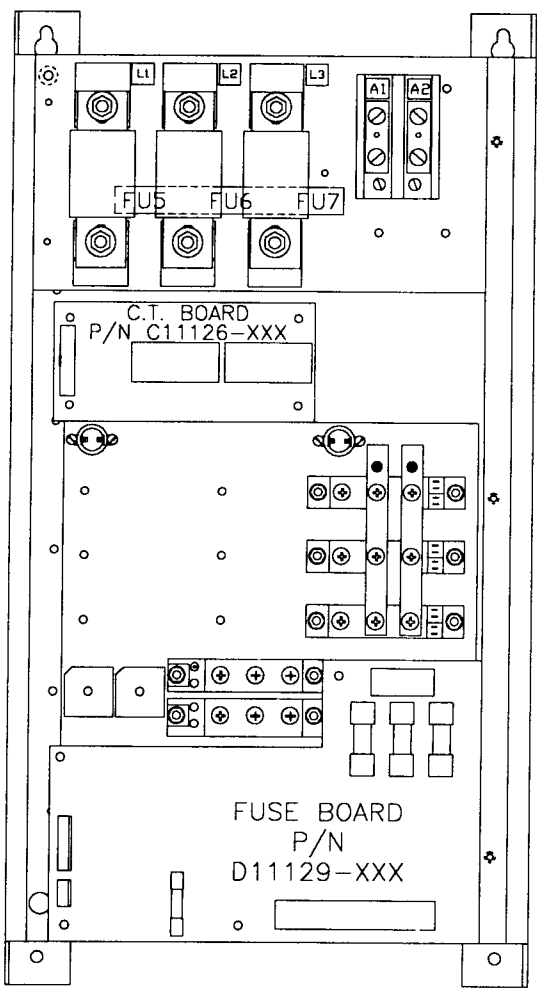 L1 L2 L3 A1 A2
FU5 FU6 FU7
C.T. BOARD
P/N C11126-XXX
FUSE BOARD
P/N
D11129-XXX